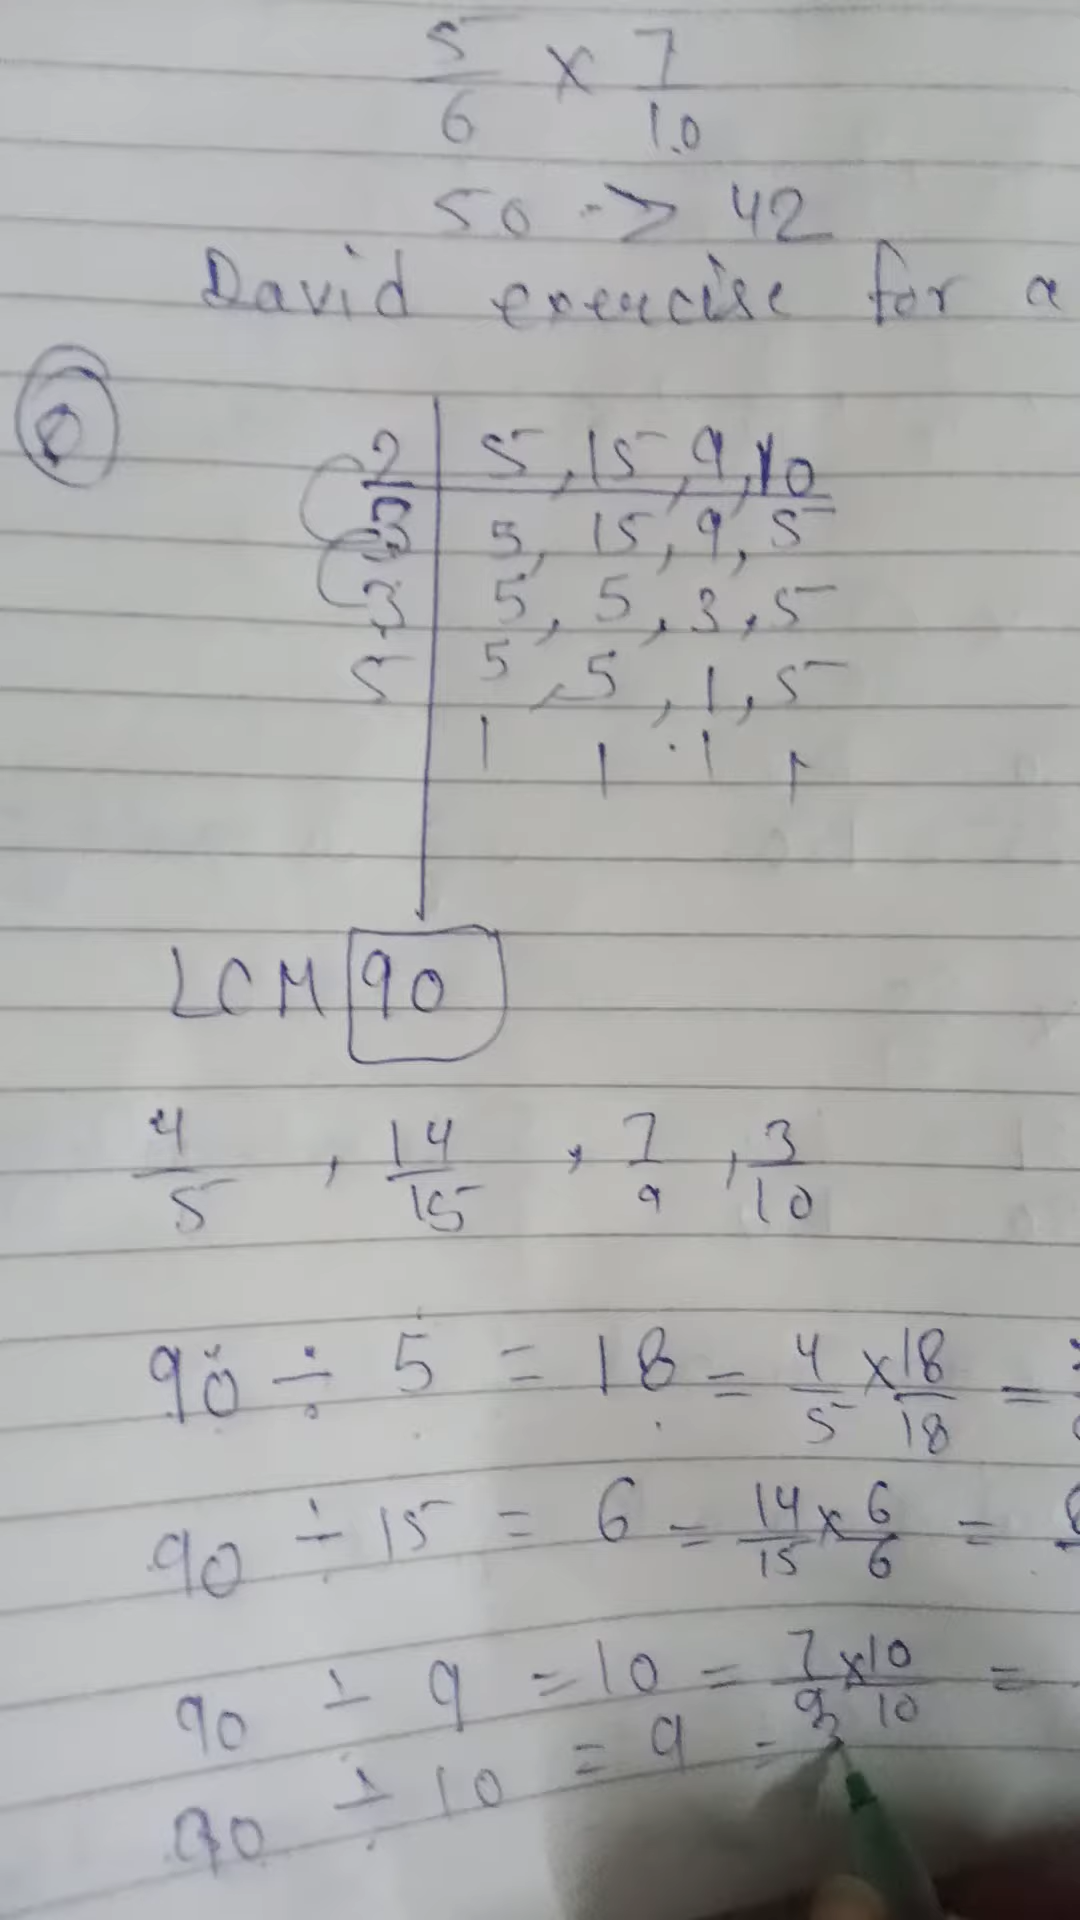 5/6 × 7/10
50 -> 42
David exercise for a
2 | 5, 15, 9, 10
3 | 5, 15, 9, 5
3 | 5, 5, 3, 5
5 | 5, 5, 1, 5
1 1 1 1
LCM 90
4/5, 14/15, 7/9, 3/10
90 ÷ 5 = 18 = 4/5 × 18/18 =
90 ÷ 15 = 6 = 14/15 × 6/6 =
90 ÷ 9 = 10 = 7/9 × 10/10 =
90 ÷ 10 = 9 = 3